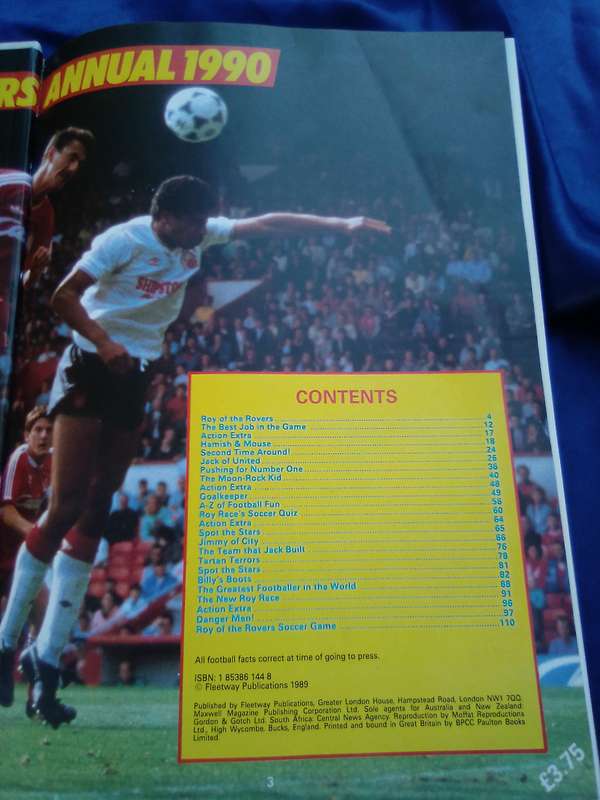 RS ANNUAL 1990
SHIPSTO
CONTENTS
Roy of the Rovers 4
The Best Job in the Game 12
Action Extra 17
Hamish & Mouse 18
Second Time Around! 24
Jack of United 26
Pushing for Number One 38
The Moon-Rock Kid 40
Action Extra 48
Goalkeeper 49
A-Z of Football Fun 56
Roy Race's Soccer Quiz 60
Action Extra 64
Spot the Stars 65
Jimmy of City 66
The Team that Jack Built 76
Tartan Terrors 78
Spot the Stars 81
Billy's Boots 82
The Greatest Footballer in the World 88
The New Roy Race 91
Action Extra 96
Danger Man! 97
Roy of the Rovers Soccer Game 110
All football facts correct at time of going to press.
ISBN: 1 85386 144 8
© Fleetway Publications 1989
Published by Fleetway Publications, Greater London House, Hampstead Road, London NW1 7QQ.
Maxwell Magazine Publishing Corporation Ltd. Sole agents for Australia and New Zealand:
Gordon & Gotch Ltd. South Africa: Central News Agency. Reproduction by Moffat Reproductions
Ltd., High Wycombe, Bucks, England. Printed and bound in Great Britain by BPCC Paulton Books
Limited.
3
£3.75